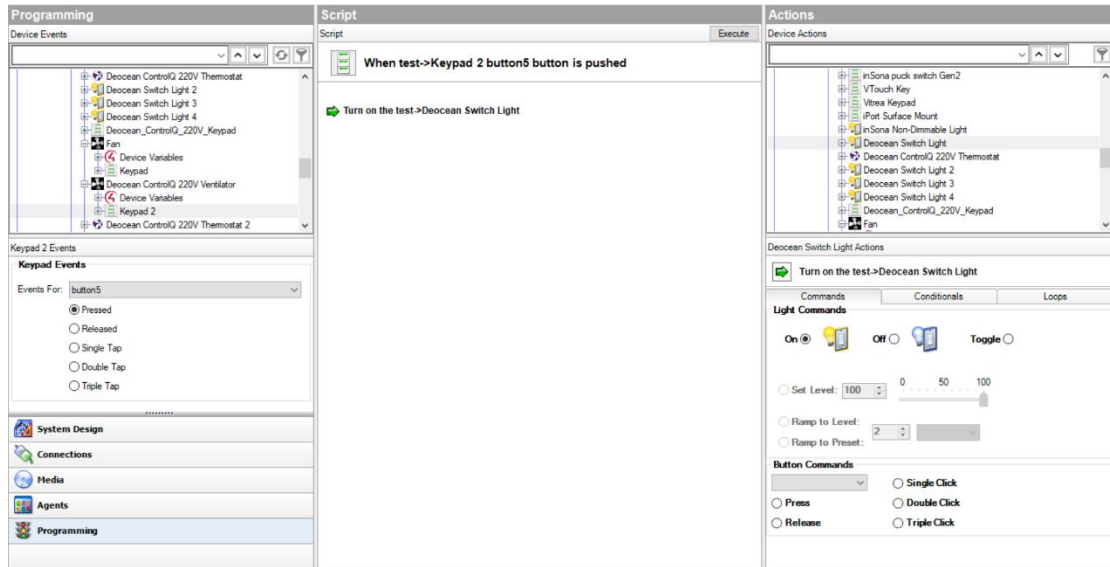 Programming
Device Events
Deocean ControlQ 220V Thermostat
Deocean Switch Light 2
Deocean Switch Light 3
Deocean Switch Light 4
Deocean_ControlQ_220V_Keypad
Fan
Device Variables
Keypad
Deocean ControlQ 220V Ventilator
Device Variables
Keypad 2
Deocean ControlQ 220V Thermostat 2
Keypad 2 Events
Keypad Events
Events For: button5
Pressed
Released
Single Tap
Double Tap
Triple Tap
System Design
Connections
Media
Agents
Programming
Script
Script Execute
When test->Keypad 2 button5 button is pushed
Turn on the test->Deocean Switch Light
Actions
Device Actions
inSona puck switch Gen2
VTouch Key
Vitrea Keypad
iPort Surface Mount
inSona Non-Dimmable Light
Deocean Switch Light
Deocean ControlQ 220V Thermostat
Deocean Switch Light 2
Deocean Switch Light 3
Deocean Switch Light 4
Deocean_ControlQ_220V_Keypad
Fan
Deocean Switch Light Actions
Turn on the test->Deocean Switch Light
Commands Conditionals Loops
Light Commands
On Off Toggle
0 50 100
Set Level: 100
Ramp to Level:
2
Ramp to Preset:
Button Commands
Single Click
Press Double Click
Release Triple Click